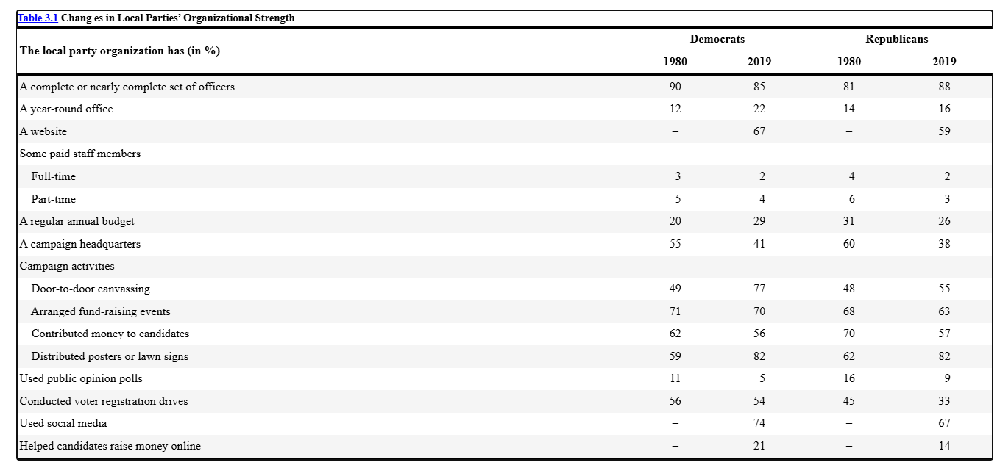 Table 3.1 Chang es in Local Parties’ Organizational Strength
The local party organization has (in %) Democrats Republicans
1980 2019 1980 2019
A complete or nearly complete set of officers 90 85 81 88
A year-round office 12 22 14 16
A website – 67 – 59
Some paid staff members
Full-time 3 2 4 2
Part-time 5 4 6 3
A regular annual budget 20 29 31 26
A campaign headquarters 55 41 60 38
Campaign activities
Door-to-door canvassing 49 77 48 55
Arranged fund-raising events 71 70 68 63
Contributed money to candidates 62 56 70 57
Distributed posters or lawn signs 59 82 62 82
Used public opinion polls 11 5 16 9
Conducted voter registration drives 56 54 45 33
Used social media – 74 – 67
Helped candidates raise money online – 21 – 14